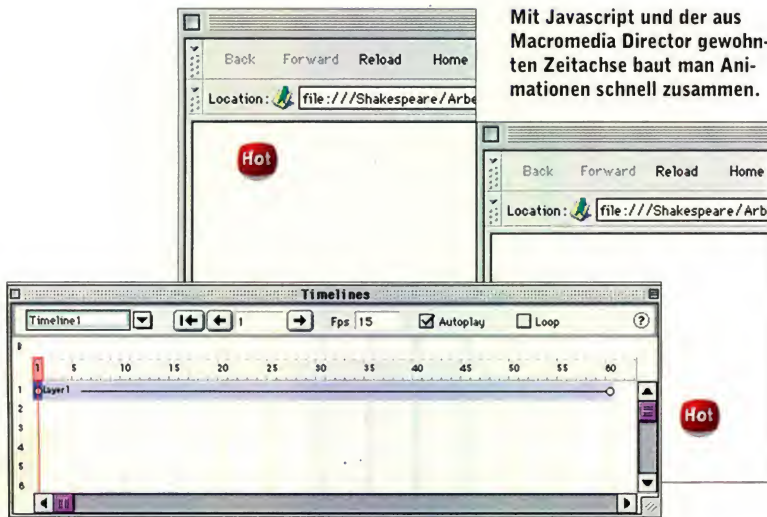 Mit Javascript und der aus
Macromedia Director gewohn-
ten Zeitachse baut man Ani-
mationen schnell zusammen.
Back Forward Reload Home
Location: file:///Shakespeare/Arbe
Hot
Back Forward Reload Home
Location: file:///Shakespeare/Arb
Hot
Timelines
Timeline1 1 Fps 15 Autoplay Loop ?
B
1 5 10 15 20 25 30 35 40 45 50 55 60
1 Layer1
2
3
4
5
6